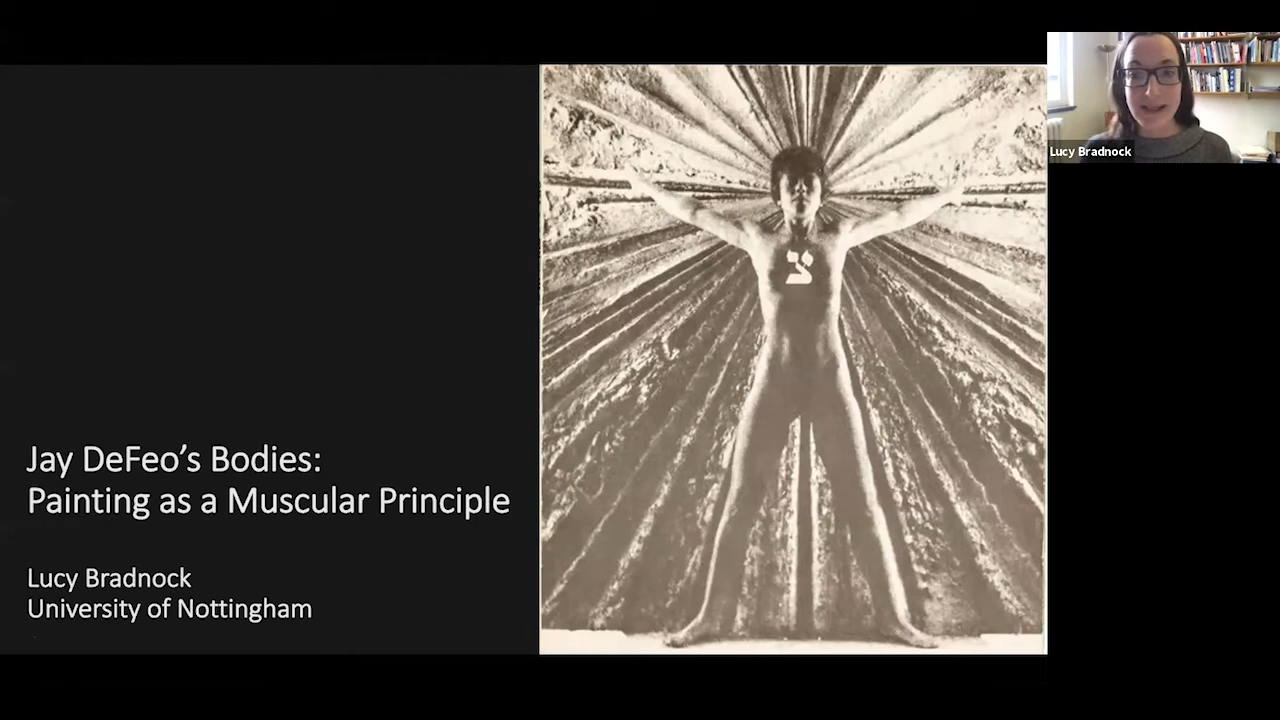 Lucy Bradnock
צ
Jay DeFeo's Bodies:
Painting as a Muscular Principle
Lucy Bradnock
University of Nottingham